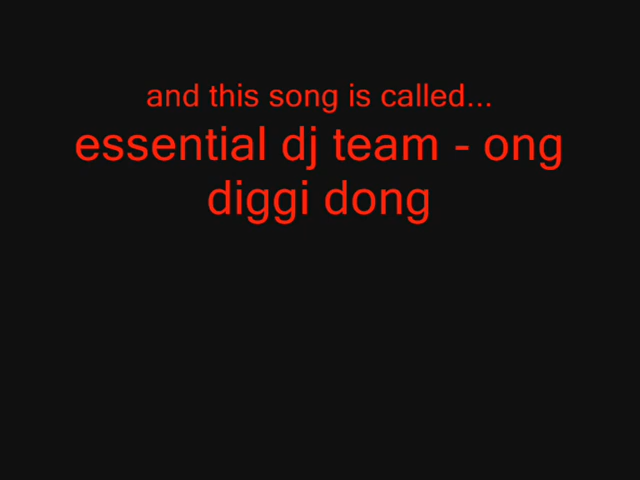 and this song is called...
essential dj team - ong
diggi dong